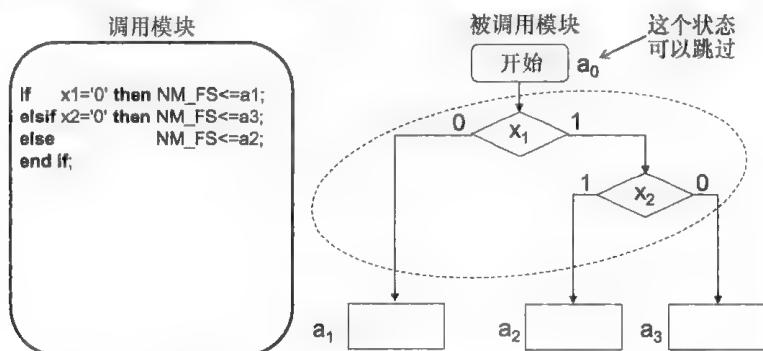 调用模块
if x1='0' then NM_FS<=a1;
elsif x2='0' then NM_FS<=a3;
else NM_FS<=a2;
end if;
被调用模块
开始
a₀
这个状态
可以跳过
0
x₁
1
1
x₂
0
a₁
a₂
a₃